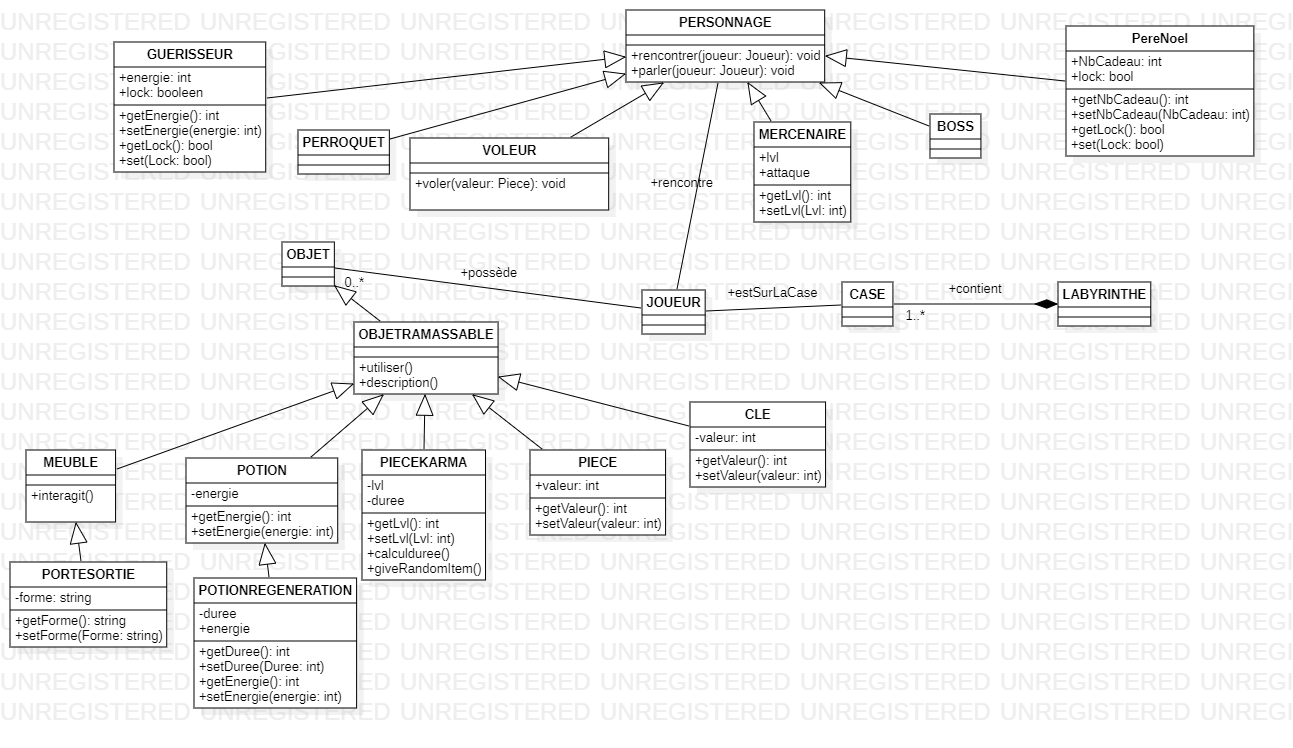 PERSONNAGE
+rencontrer(joueur: Joueur): void
+parler(joueur: Joueur): void
GUERISSEUR
+energie: int
+lock: booleen
+getEnergie(): int
+setEnergie(energie: int)
+getLock(): bool
+set(Lock: bool)
PereNoel
+NbCadeau: int
+lock: bool
+getNbCadeau(): int
+setNbCadeau(NbCadeau: int)
+getLock(): bool
+set(Lock: bool)
PERROQUET
VOLEUR
+voler(valeur: Piece): void
MERCENAIRE
+lvl
+attaque
+getLvl(): int
+setLvl(Lvl: int)
BOSS
+rencontre
OBJET
0..*
+possède
JOUEUR
+estSurLaCase
CASE
+contient
1..*
LABYRINTHE
OBJETRAMASSABLE
+utiliser()
+description()
MEUBLE
+interagit()
POTION
-energie
+getEnergie(): int
+setEnergie(energie: int)
PIECEKARMA
-lvl
-duree
+getLvl(): int
+setLvl(Lvl: int)
+calculduree()
+giveRandomItem()
PIECE
+valeur: int
+getValeur(): int
+setValeur(valeur: int)
CLE
-valeur: int
+getValeur(): int
+setValeur(valeur: int)
PORTESORTIE
-forme: string
+getForme(): string
+setForme(Forme: string)
POTIONREGENERATION
-duree
+energie
+getDuree(): int
+setDuree(Duree: int)
+getEnergie(): int
+setEnergie(energie: int)
UNREGISTERED